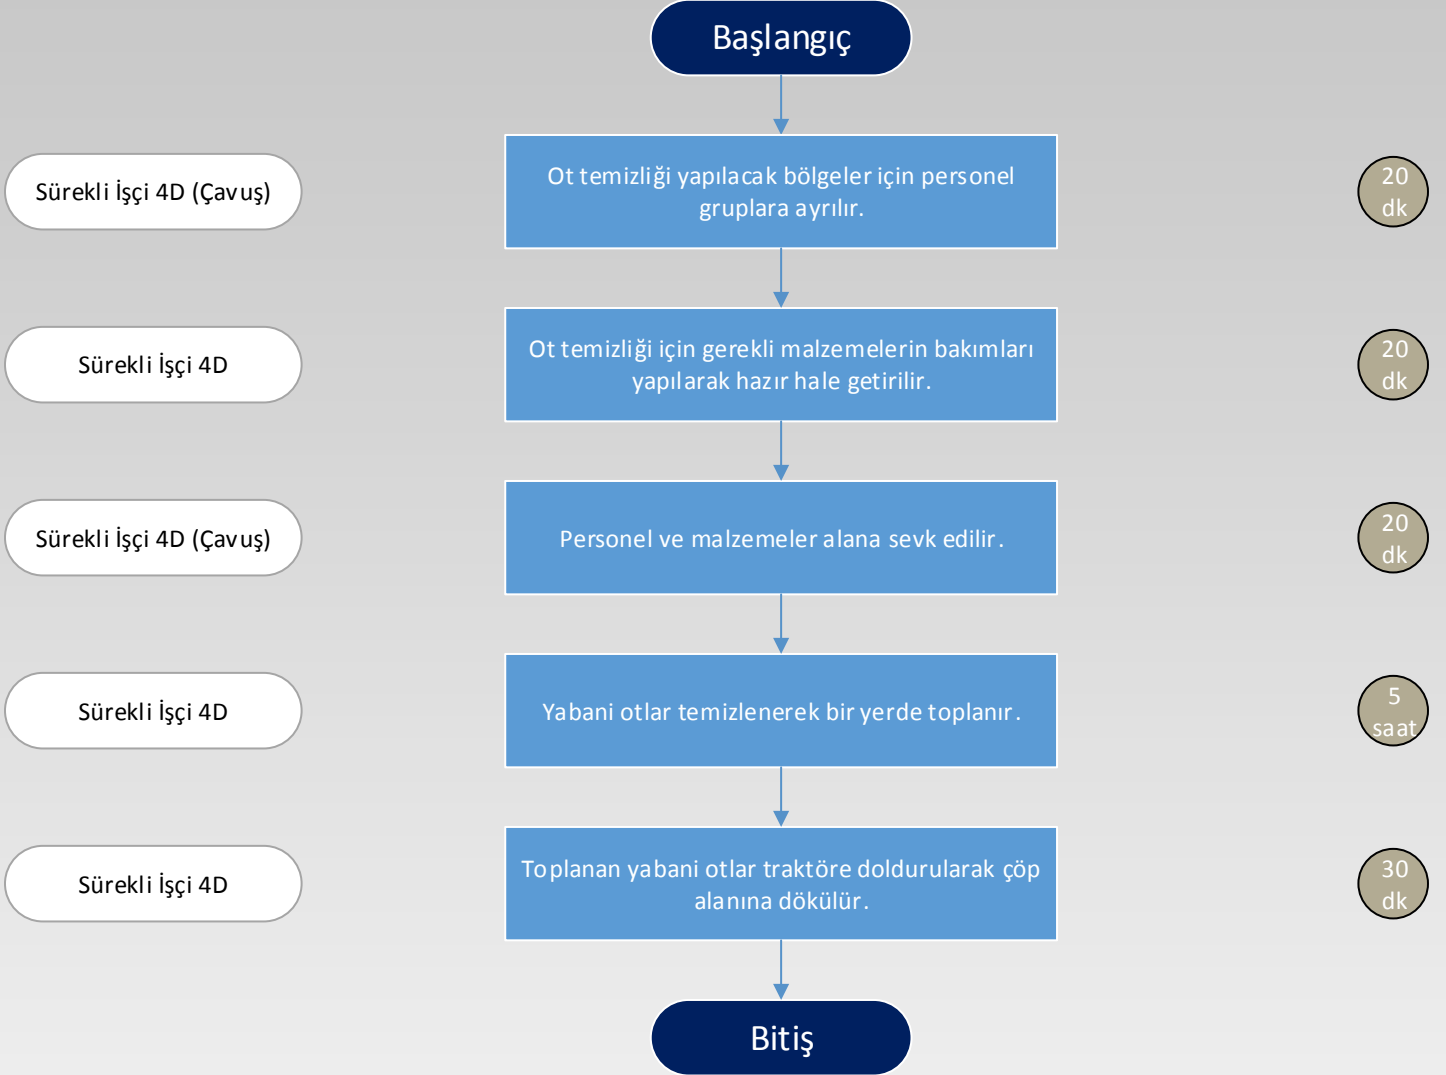 Başlangıç
Sürekli İşçi 4D (Çavuş)
Ot temizliği yapılacak bölgeler için personel
gruplara ayrılır.
20
dk
Sürekli İşçi 4D
Ot temizliği için gerekli malzemelerin bakımları
yapılarak hazır hale getirilir.
20
dk
Sürekli İşçi 4D (Çavuş)
Personel ve malzemeler alana sevk edilir.
20
dk
Sürekli İşçi 4D
Yabani otlar temizlenerek bir yerde toplanır.
5
saat
Sürekli İşçi 4D
Toplanan yabani otlar traktöre doldurularak çöp
alanına dökülür.
30
dk
Bitiş